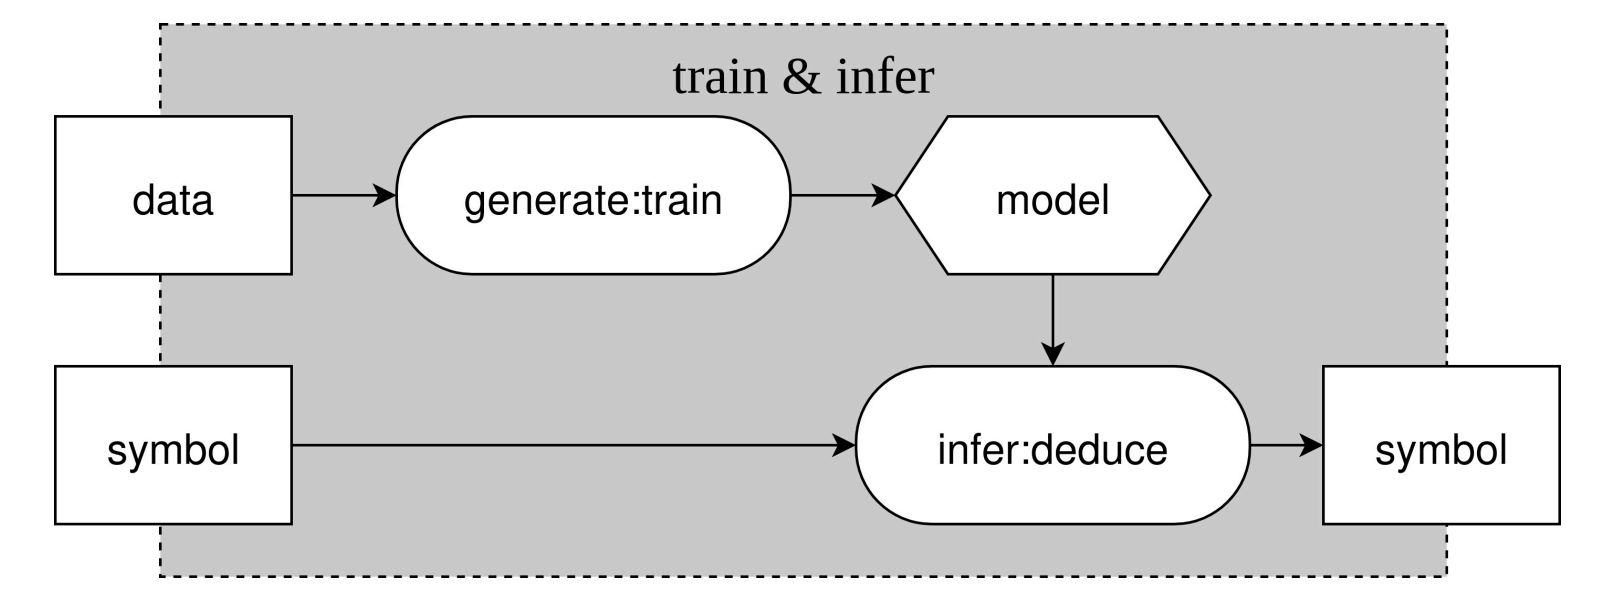 train & infer
data
generate:train
model
symbol
infer:deduce
symbol